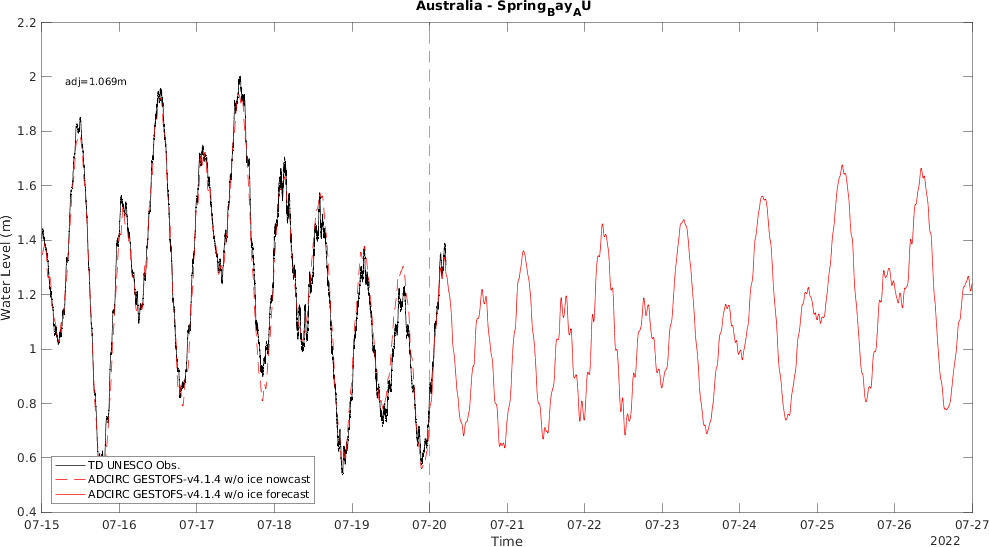 Australia - Spring_Bay_AU
2.2
2
1.8
1.6
1.4
1.2
1
0.8
0.6
0.4
Water Level (m)
adj=1.069m
TD UNESCO Obs.
ADCIRC GESTOFS-v4.1.4 w/o ice nowcast
ADCIRC GESTOFS-v4.1.4 w/o ice forecast
07-15 07-16 07-17 07-18 07-19 07-20 07-21 07-22 07-23 07-24 07-25 07-26 07-27
Time
2022